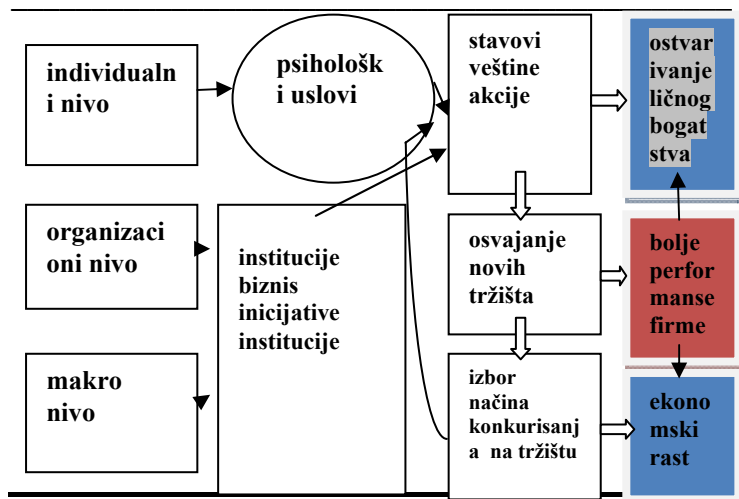 individualn
i nivo
psihološk
i uslovi
stavovi
veštine
akcije
ostvar
ivanje
ličnog
bogat
stva
organizaci
oni nivo
institucije
biznis
inicijative
institucije
osvajanje
novih
tržišta
bolje
perfor
manse
firme
makro
nivo
izbor
načina
konkurisanj
a na tržištu
ekono
mski
rast